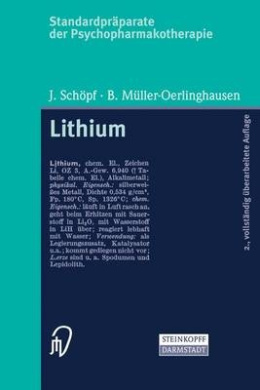 Standardpräparate
der Psychopharmakotherapie
J. Schöpf · B. Müller-Oerlinghausen
Lithium
Lithium, chem. El., Zeichen
Li, OZ 3, A.-Gew. 6,940 (↑ Ta
belle chem. El.), Alkalimetall;
physikal. Eigensch.: silberwei-
ßes Metall, Dichte 0,534 g/cm³,
Fp. 180°C, Sp. 1326°C; chem.
Eigensch.: läuft in Luft rasch an,
geht beim Erhitzen mit Sauer-
stoff in Li₂O, mit Wasserstoff
in LiH über; reagiert lebhaft
mit Wasser; Verwendung: als
Legierungszusatz, Katalysator
u.a.; kommt gediegen nicht vor;
L.erze sind u. a. Spodumen und
Lepidolith.
2., vollständig überarbeitete Auflage
STEINKOPFF
DARMSTADT